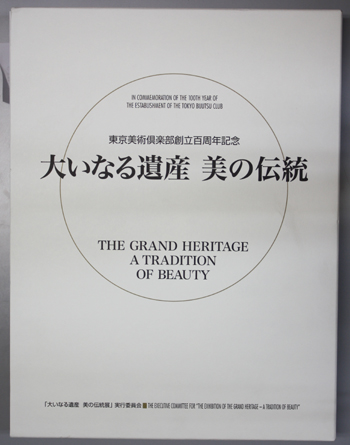 IN COMMEMORATION OF THE 100TH YEAR OF
THE ESTABLISHMENT OF THE TOKYO BIJUTSU CLUB
東京美術倶楽部創立百周年記念
大いなる遺産 美の伝統
THE GRAND HERITAGE
A TRADITION
OF BEAUTY
「大いなる遺産 美の伝統展」実行委員会 THE EXECUTIVE COMMITTEE FOR "THE EXHIBITION OF THE GRAND HERITAGE – A TRADITION OF BEAUTY"